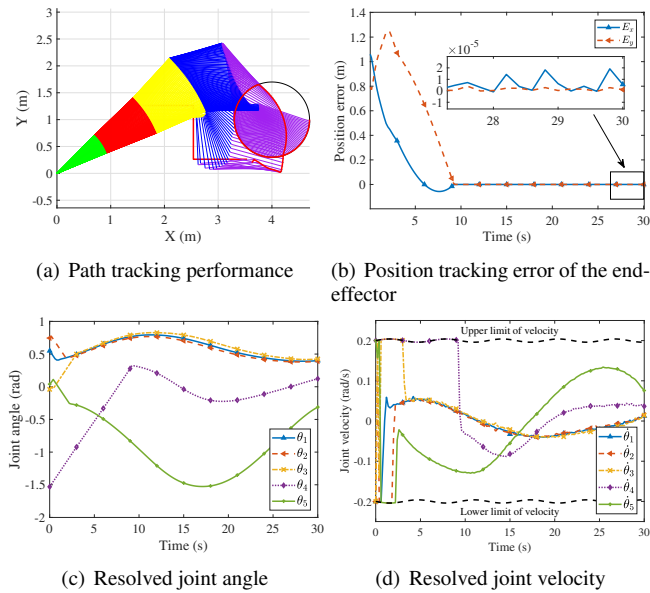 3
2.5
2
1.5
1
0.5
0
-0.5
Y (m)
0 1 2 3 4
X (m)
(a) Path tracking performance
1.4
1.2
1
0.8
0.6
0.4
0.2
0
Position error (m)
Eₓ
E_y
×10⁻⁵
2
1
0
-1
28 29 30
0 5 10 15 20 25 30
Time (s)
(b) Position tracking error of the end-
effector
1
0.5
0
-0.5
-1
-1.5
-2
Joint angle (rad)
θ₁
θ₂
θ₃
θ₄
θ₅
0 5 10 15 20 25 30
Time (s)
(c) Resolved joint angle
0.2
0.1
0
-0.1
-0.2
Joint velocity (rad/s)
Upper limit of velocity
Lower limit of velocity
θ̇₁
θ̇₂
θ̇₃
θ̇₄
θ̇₅
0 5 10 15 20 25 30
Time (s)
(d) Resolved joint velocity